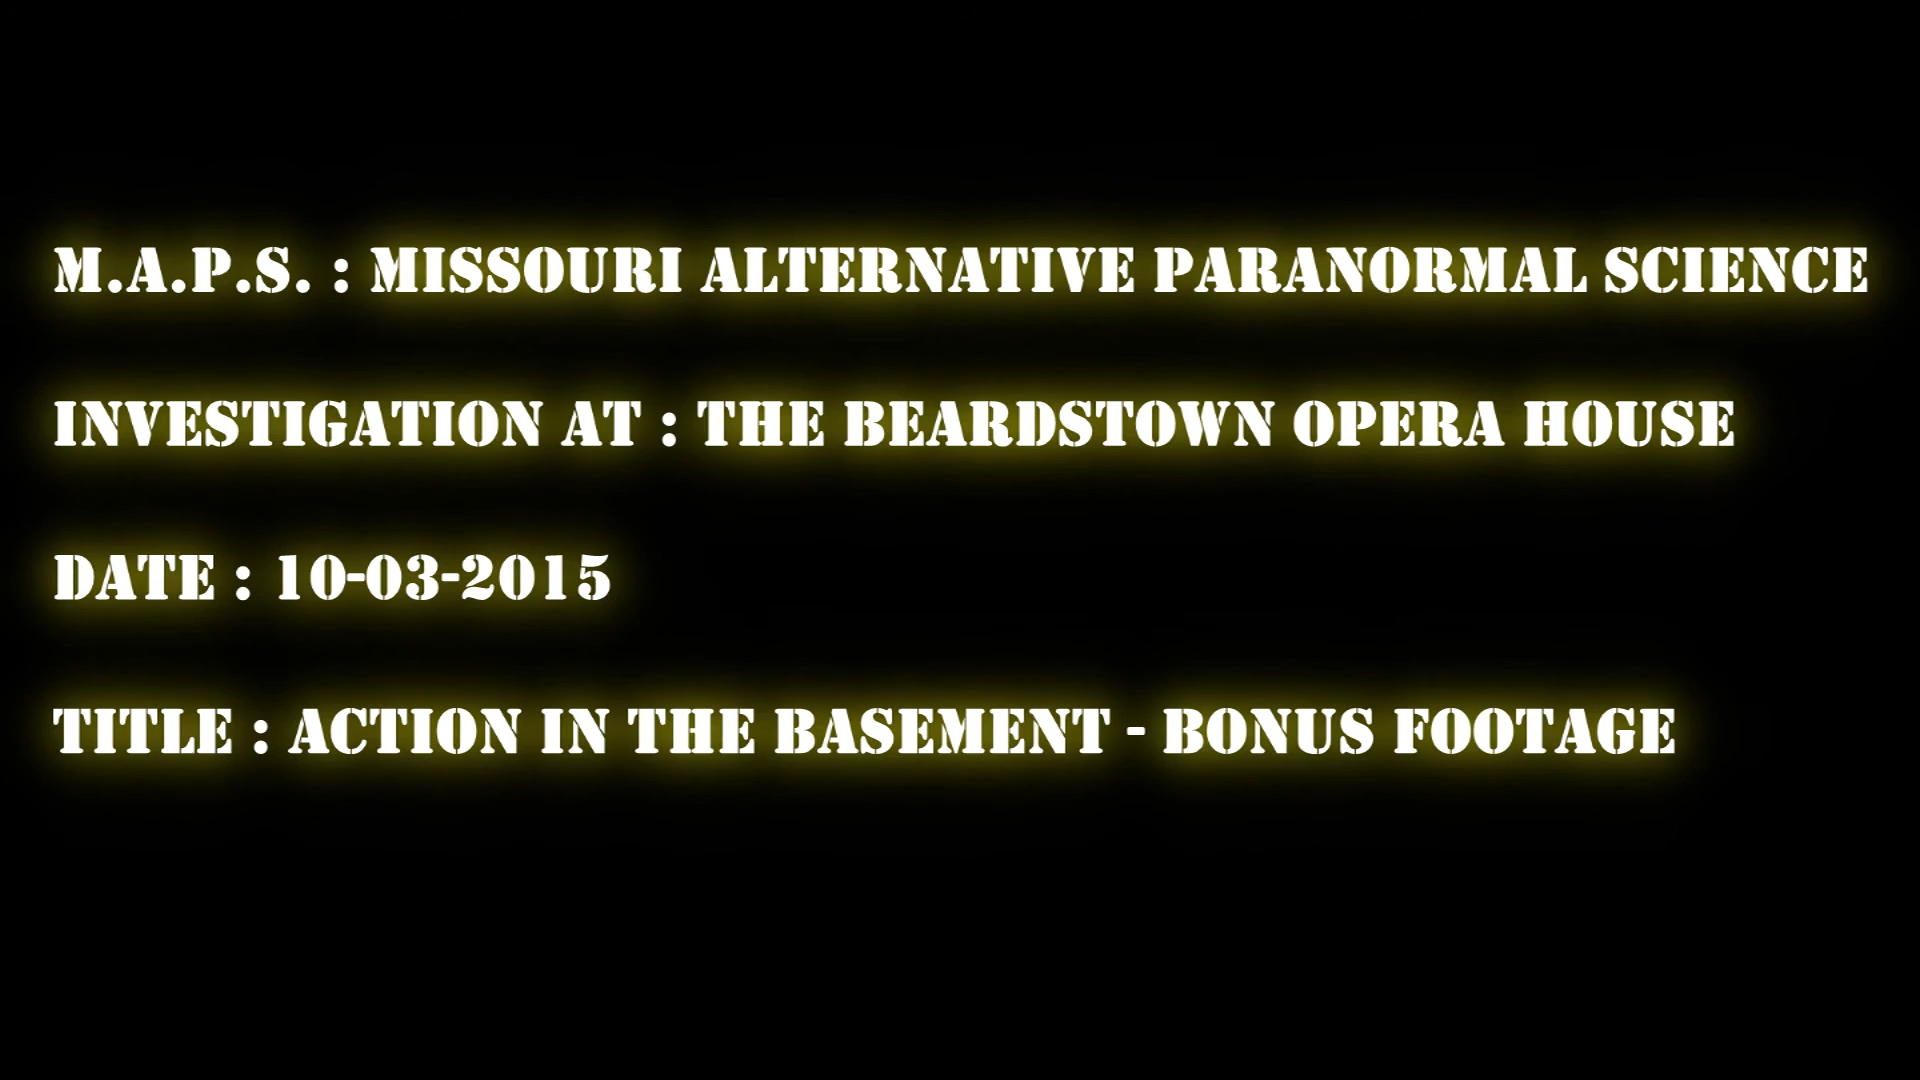 M.A.P.S. : MISSOURI ALTERNATIVE PARANORMAL SCIENCE
INVESTIGATION AT : THE BEARDSTOWN OPERA HOUSE
DATE : 10-03-2015
TITLE : ACTION IN THE BASEMENT - BONUS FOOTAGE